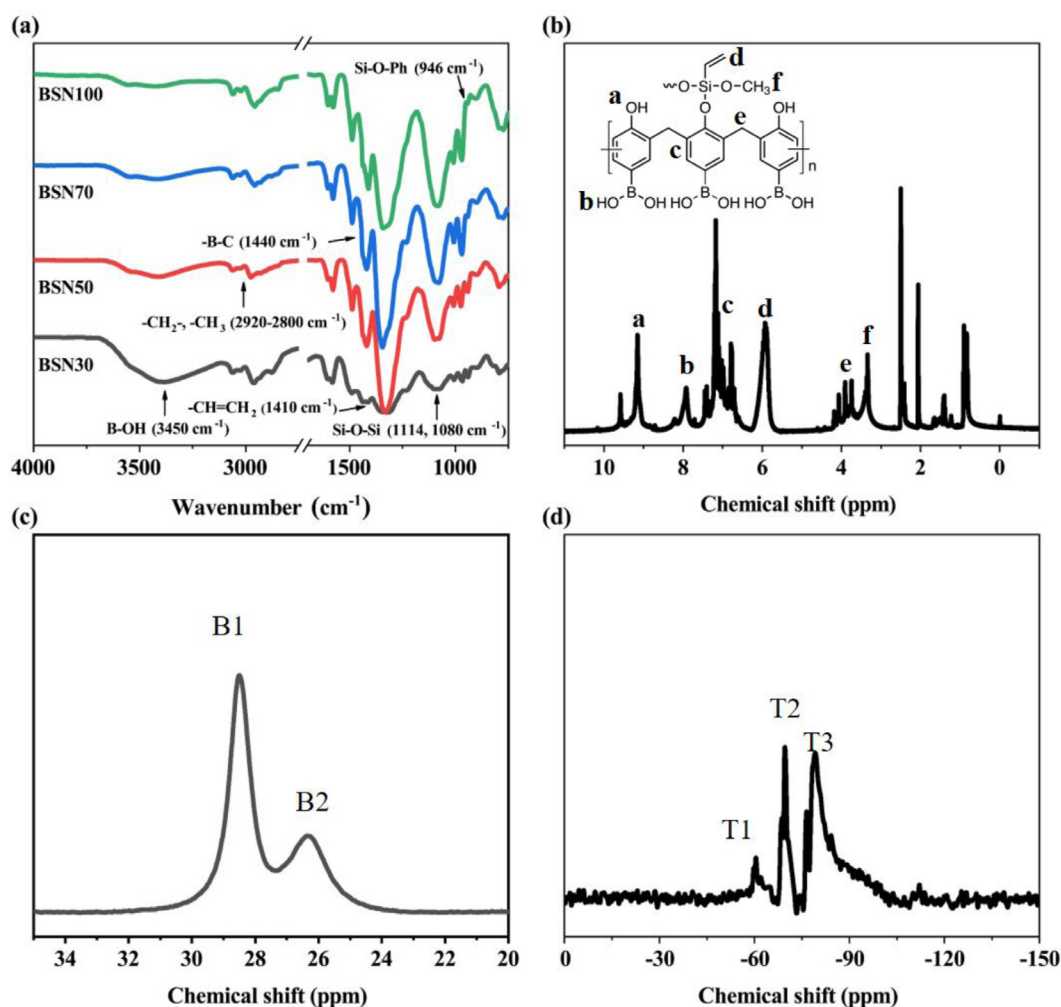 (a)
BSN100
Si-O-Ph (946 cm⁻¹)
BSN70
-B-C (1440 cm⁻¹)
BSN50
-CH₂-, -CH₃ (2920-2800 cm⁻¹)
BSN30
-CH=CH₂ (1410 cm⁻¹)
B-OH (3450 cm⁻¹)
Si-O-Si (1114, 1080 cm⁻¹)
4000 3000 1500 1000
Wavenumber (cm⁻¹)
(b)
d
O-Si-O-CH₃ f
a OH O e OH
c
n
b HO B OH HO B OH HO B OH
a b c d e f
10 8 6 4 2 0
Chemical shift (ppm)
(c)
B1
B2
34 32 30 28 26 24 22 20
Chemical shift (ppm)
(d)
T1
T2
T3
0 -30 -60 -90 -120 -150
Chemical shift (ppm)